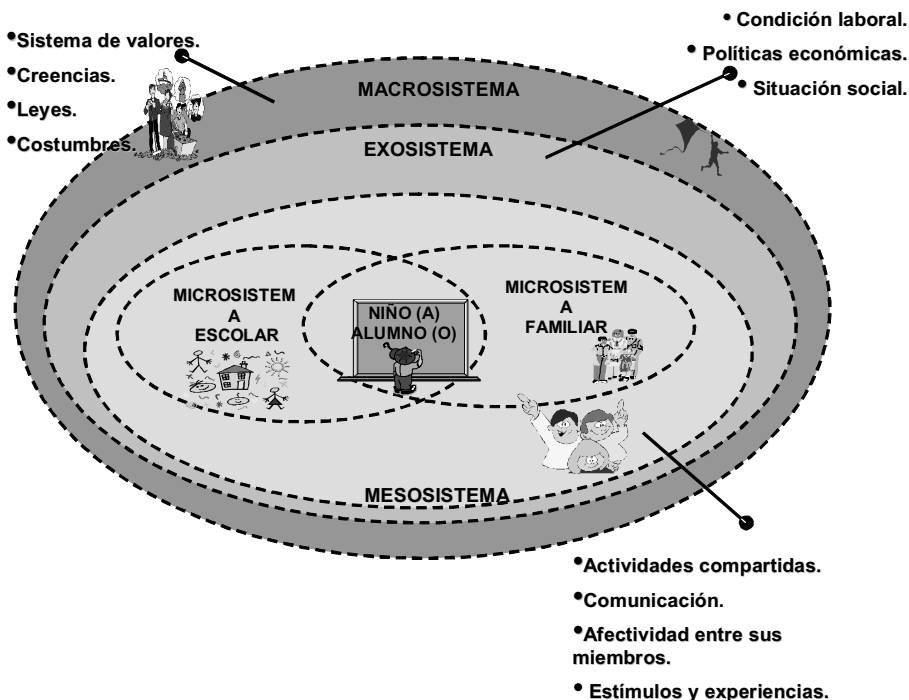 •Sistema de valores.
•Creencias.
•Leyes.
•Costumbres.
• Condición laboral.
• Políticas económicas.
• Situación social.
MACROSISTEMA
EXOSISTEMA
MICROSISTEM
A
ESCOLAR
NIÑO (A)
ALUMNO (O)
MICROSISTEM
A
FAMILIAR
MESOSISTEMA
•Actividades compartidas.
•Comunicación.
•Afectividad entre sus
miembros.
• Estímulos y experiencias.